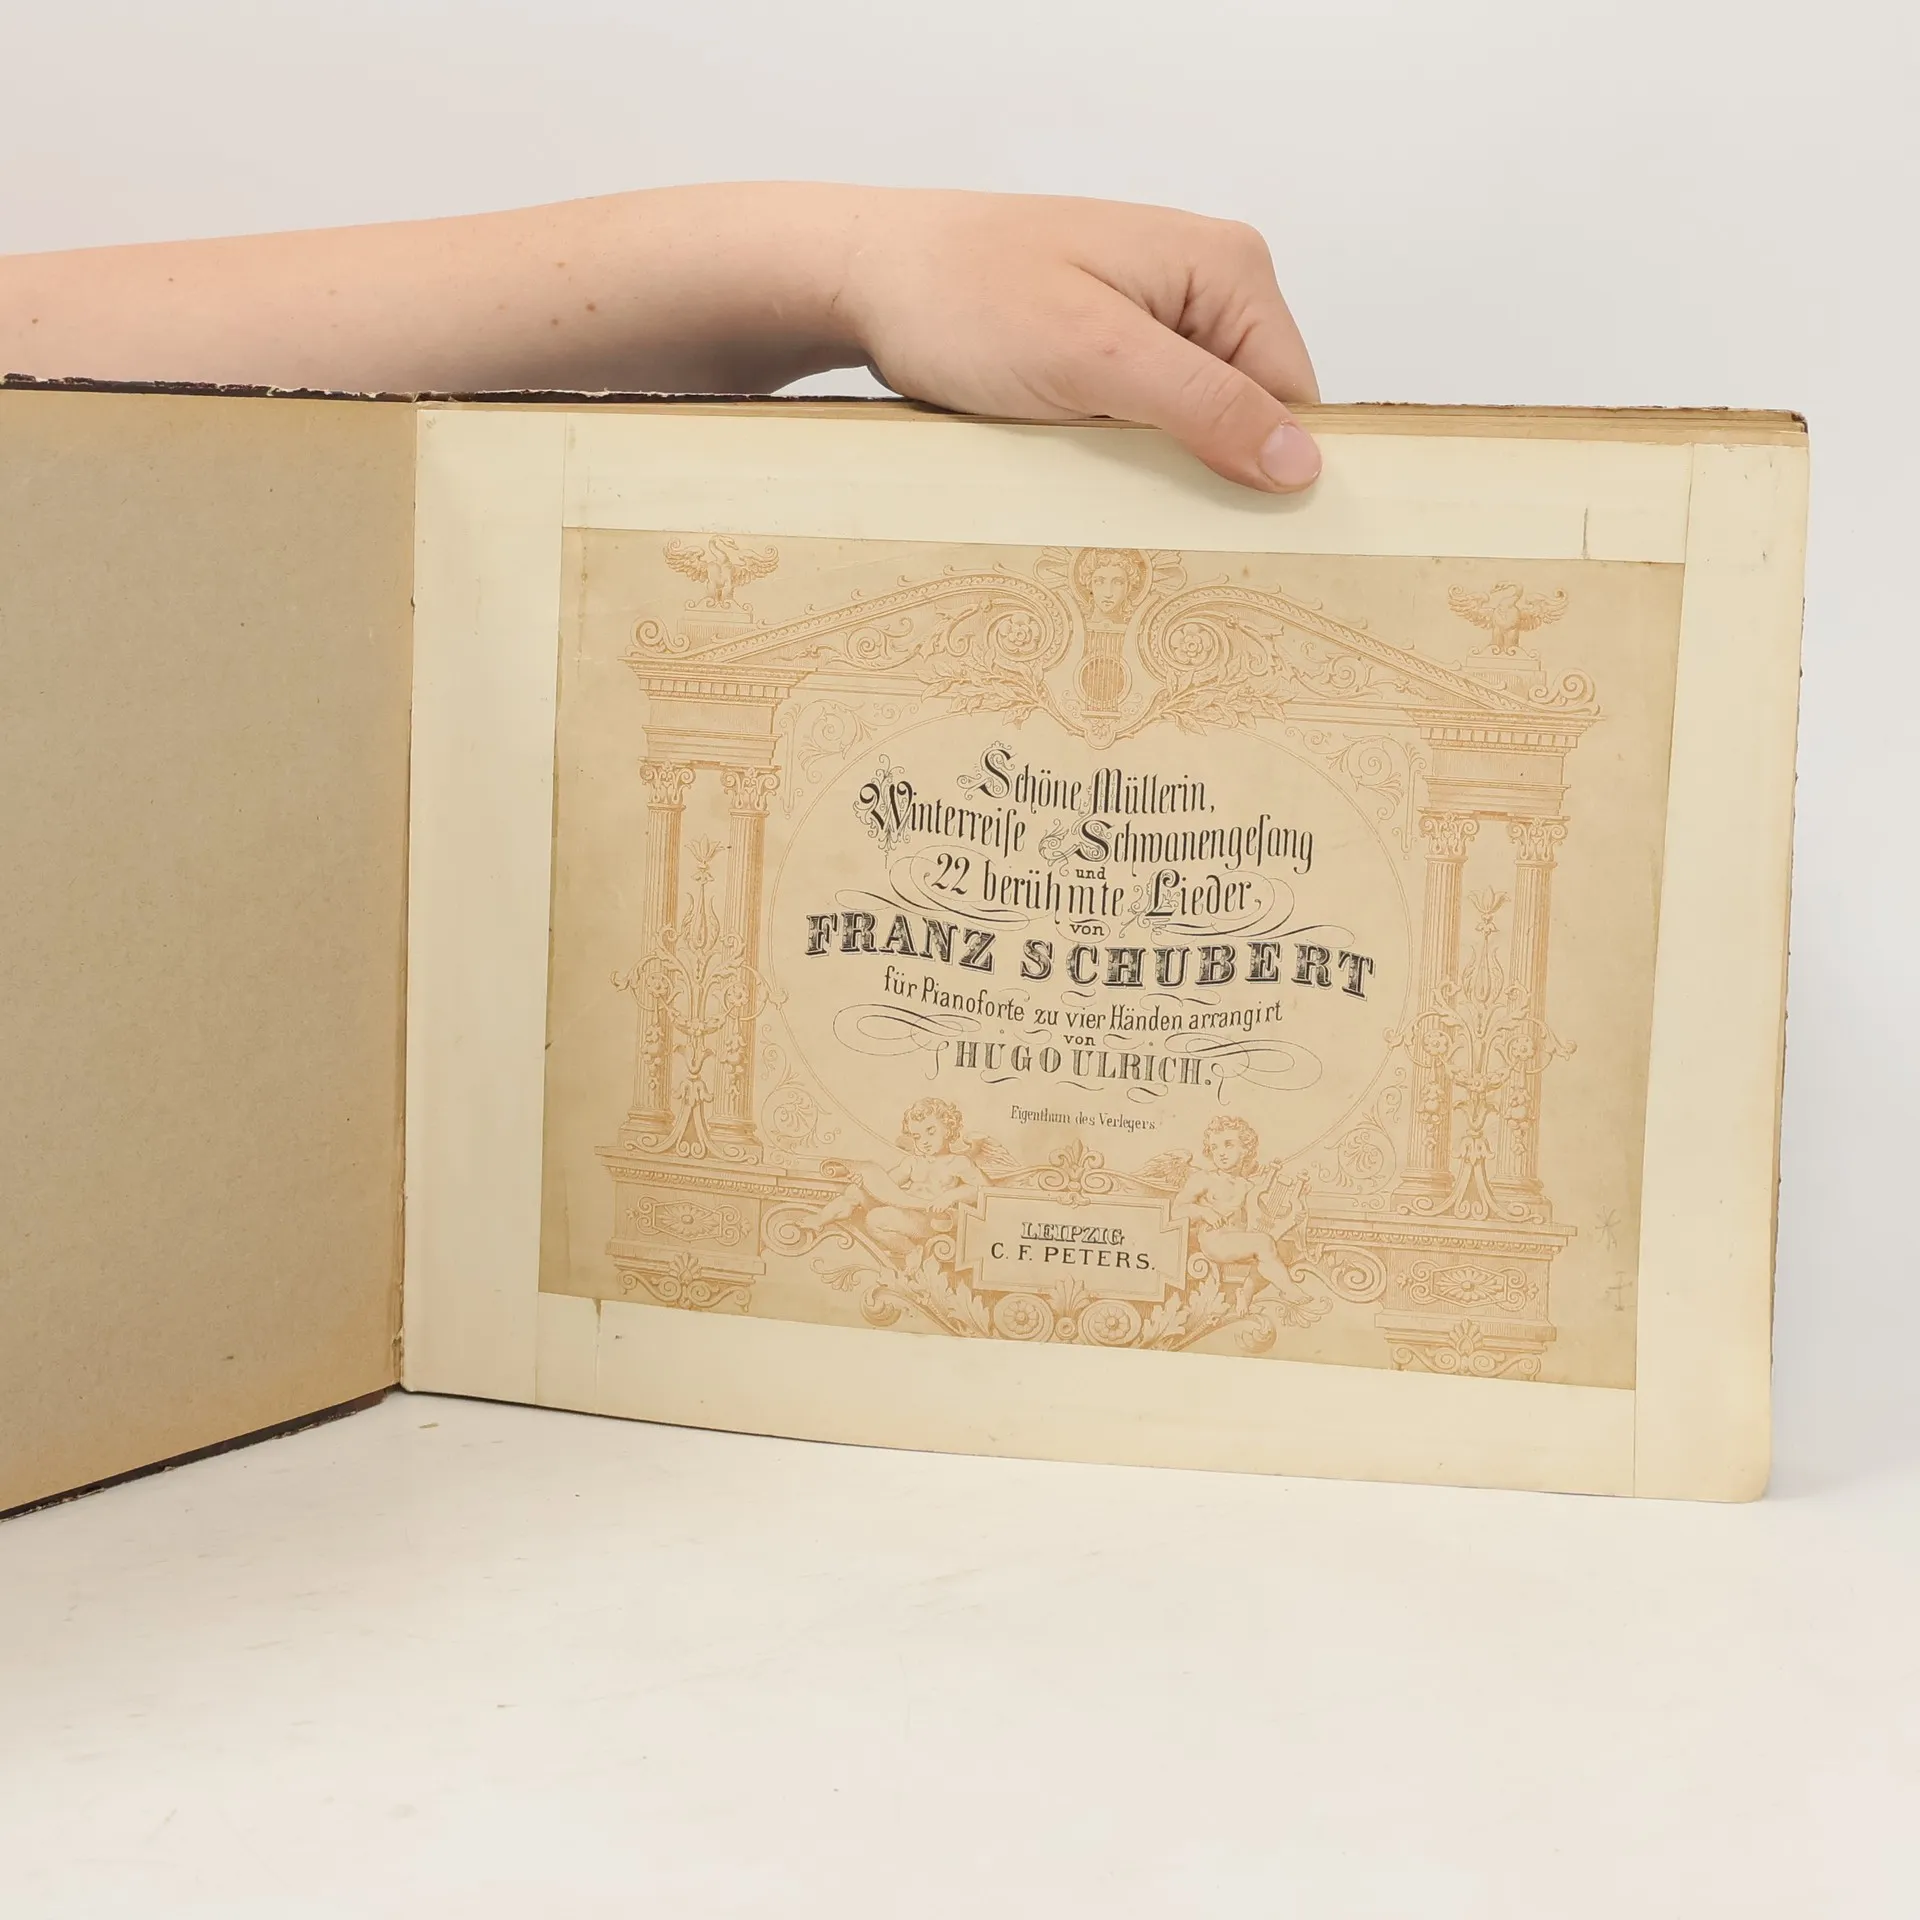 Schöne Müllerin,
Winterreiſe & Schwanengeſang
und
22 berühmte Lieder,
von
FRANZ SCHUBERT
für Pianoforte zu vier Händen arrangirt
von
HUGO ULRICH.
Eigenthum des Verlegers.
LEIPZIG
C. F. PETERS.